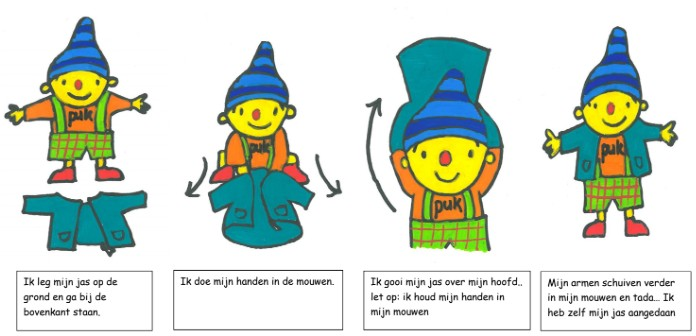 puk
puk
puk
puk
Ik leg mijn jas op de
grond en ga bij de
bovenkant staan.
Ik doe mijn handen in de mouwen.
Ik gooi mijn jas over mijn hoofd..
let op: ik houd mijn handen in
mijn mouwen
Mijn armen schuiven verder
in mijn mouwen en tada... Ik
heb zelf mijn jas aangedaan